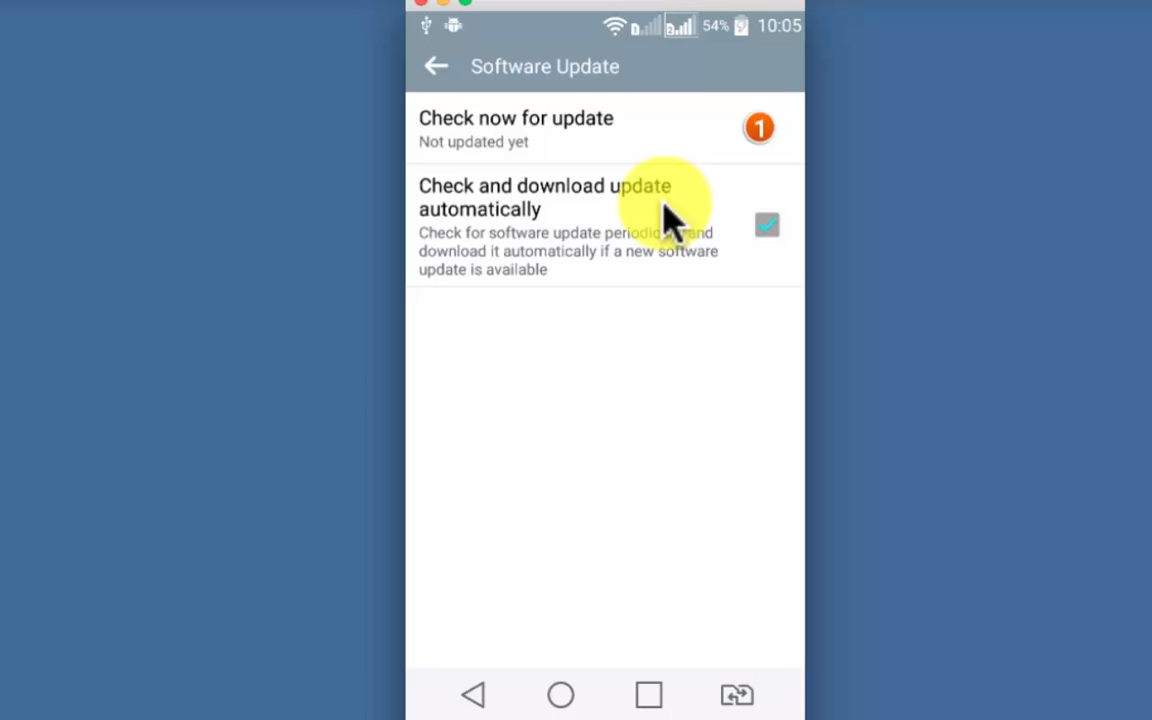 54% 10:05
Software Update
Check now for update
Not updated yet
1
Check and download update
automatically
Check for software update and
download it automatically if a new software
update is available